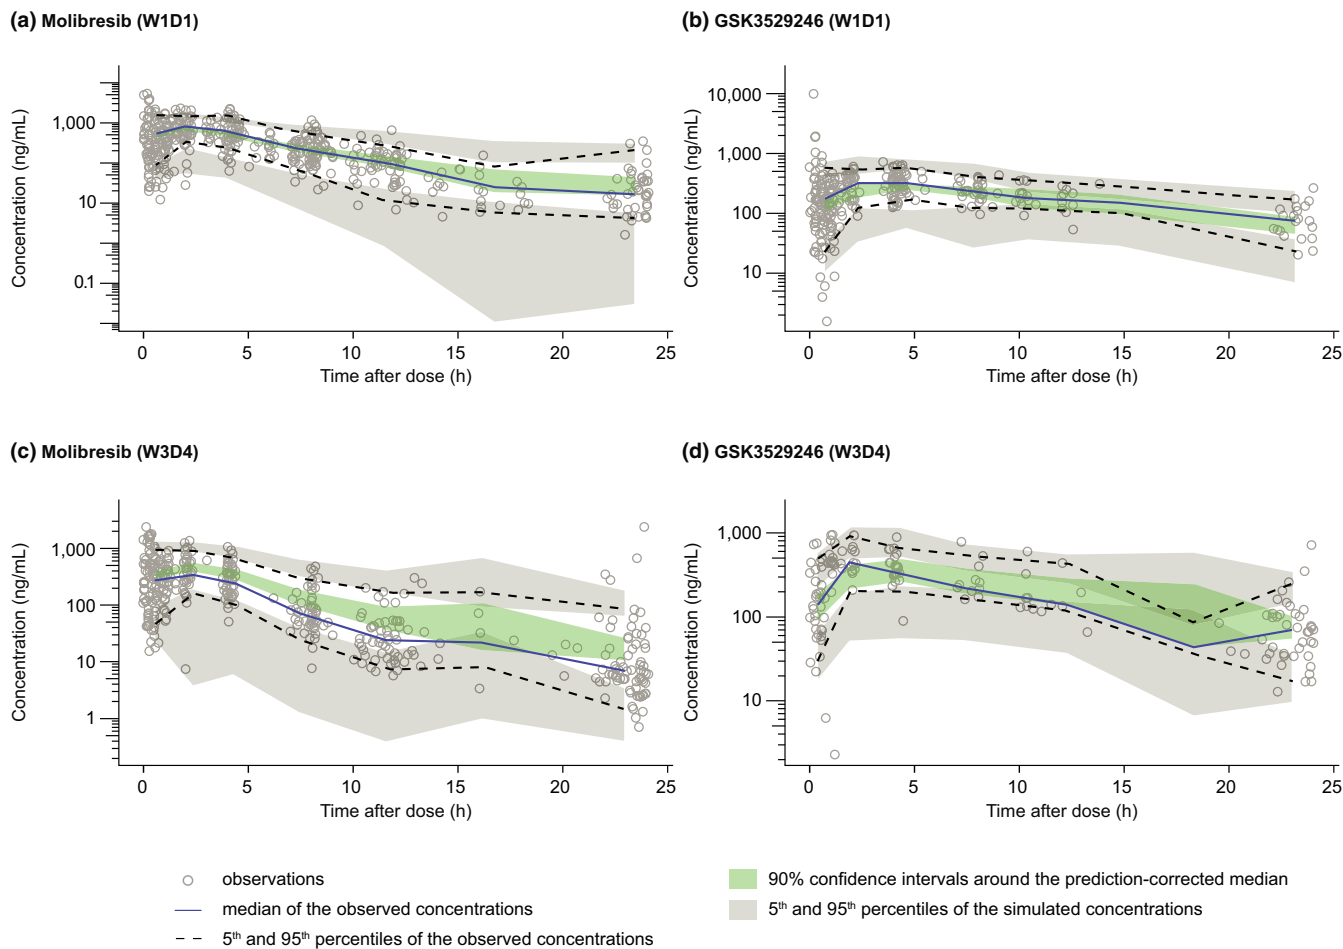 (a) Molibresib (W1D1)
Concentration (ng/mL)
1,000
10
0.1
0 5 10 15 20 25
Time after dose (h)
(b) GSK3529246 (W1D1)
Concentration (ng/mL)
10,000
1,000
100
10
0 5 10 15 20 25
Time after dose (h)
(c) Molibresib (W3D4)
Concentration (ng/mL)
1,000
100
10
1
0 5 10 15 20 25
Time after dose (h)
(d) GSK3529246 (W3D4)
Concentration (ng/mL)
1,000
100
10
0 5 10 15 20 25
Time after dose (h)
observations
median of the observed concentrations
5th and 95th percentiles of the observed concentrations
90% confidence intervals around the prediction-corrected median
5th and 95th percentiles of the simulated concentrations